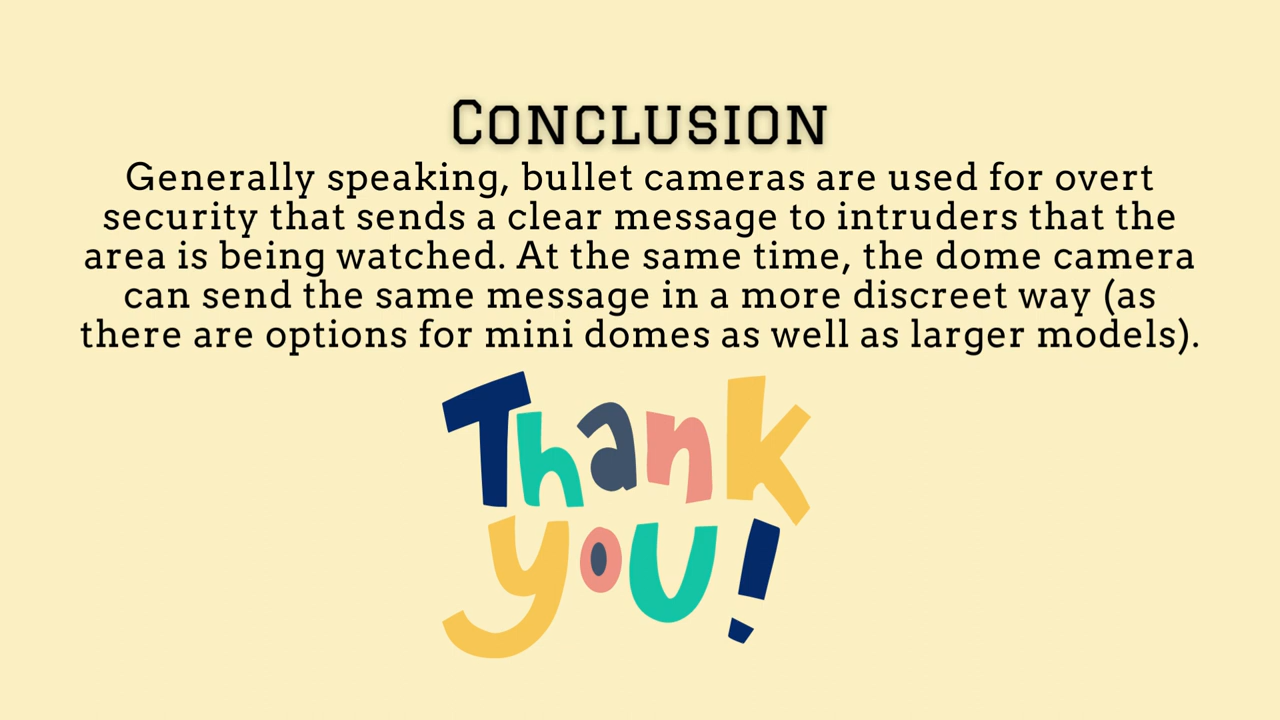 Conclusion
Generally speaking, bullet cameras are used for overt
security that sends a clear message to intruders that the
area is being watched. At the same time, the dome camera
can send the same message in a more discreet way (as
there are options for mini domes as well as larger models).
Thank
you!